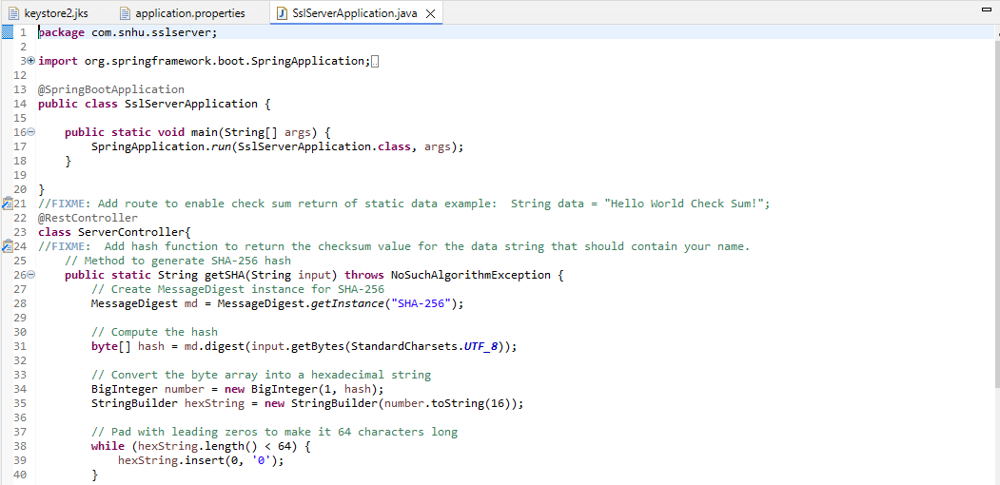 keystore2.jks application.properties SslServerApplication.java
1 package com.snhu.sslserver;
2
3 import org.springframework.boot.SpringApplication;
12
13 @SpringBootApplication
14 public class SslServerApplication {
15
16 public static void main(String[] args) {
17 SpringApplication.run(SslServerApplication.class, args);
18 }
19
20 }
21 //FIXME: Add route to enable check sum return of static data example:  String data = "Hello World Check Sum!";
22 @RestController
23 class ServerController{
24 //FIXME:  Add hash function to return the checksum value for the data string that should contain your name.
25 // Method to generate SHA-256 hash
26 public static String getSHA(String input) throws NoSuchAlgorithmException {
27 // Create MessageDigest instance for SHA-256
28 MessageDigest md = MessageDigest.getInstance("SHA-256");
29
30 // Compute the hash
31 byte[] hash = md.digest(input.getBytes(StandardCharsets.UTF_8));
32
33 // Convert the byte array into a hexadecimal string
34 BigInteger number = new BigInteger(1, hash);
35 StringBuilder hexString = new StringBuilder(number.toString(16));
36
37 // Pad with leading zeros to make it 64 characters long
38 while (hexString.length() < 64) {
39 hexString.insert(0, '0');
40 }